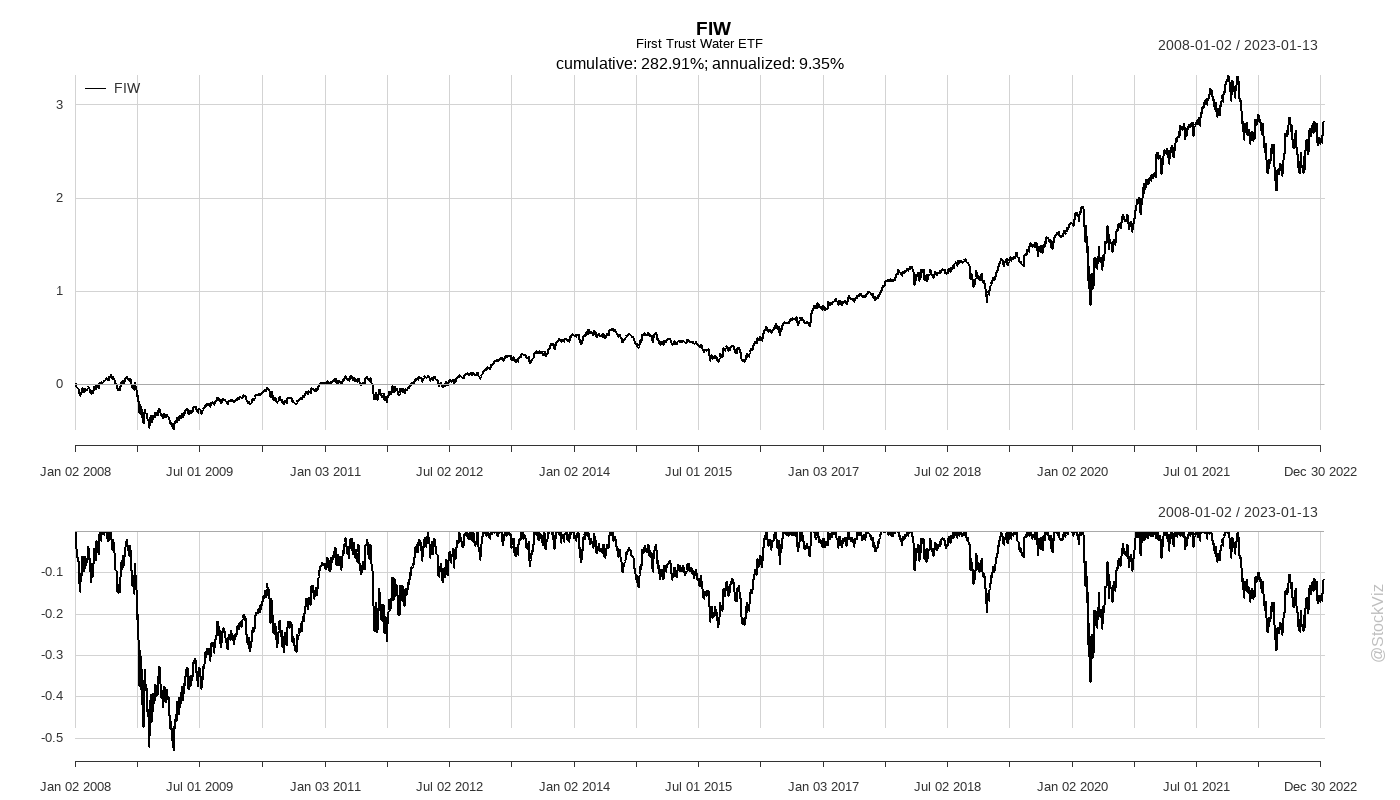 FIW
First Trust Water ETF
2008-01-02 / 2023-01-13
cumulative: 282.91%; annualized: 9.35%
FIW
3
2
1
0
Jan 02 2008 Jul 01 2009 Jan 03 2011 Jul 02 2012 Jan 02 2014 Jul 01 2015 Jan 03 2017 Jul 02 2018 Jan 02 2020 Jul 01 2021 Dec 30 2022
2008-01-02 / 2023-01-13
-0.1
-0.2
-0.3
-0.4
-0.5
Jan 02 2008 Jul 01 2009 Jan 03 2011 Jul 02 2012 Jan 02 2014 Jul 01 2015 Jan 03 2017 Jul 02 2018 Jan 02 2020 Jul 01 2021 Dec 30 2022
@StockViz